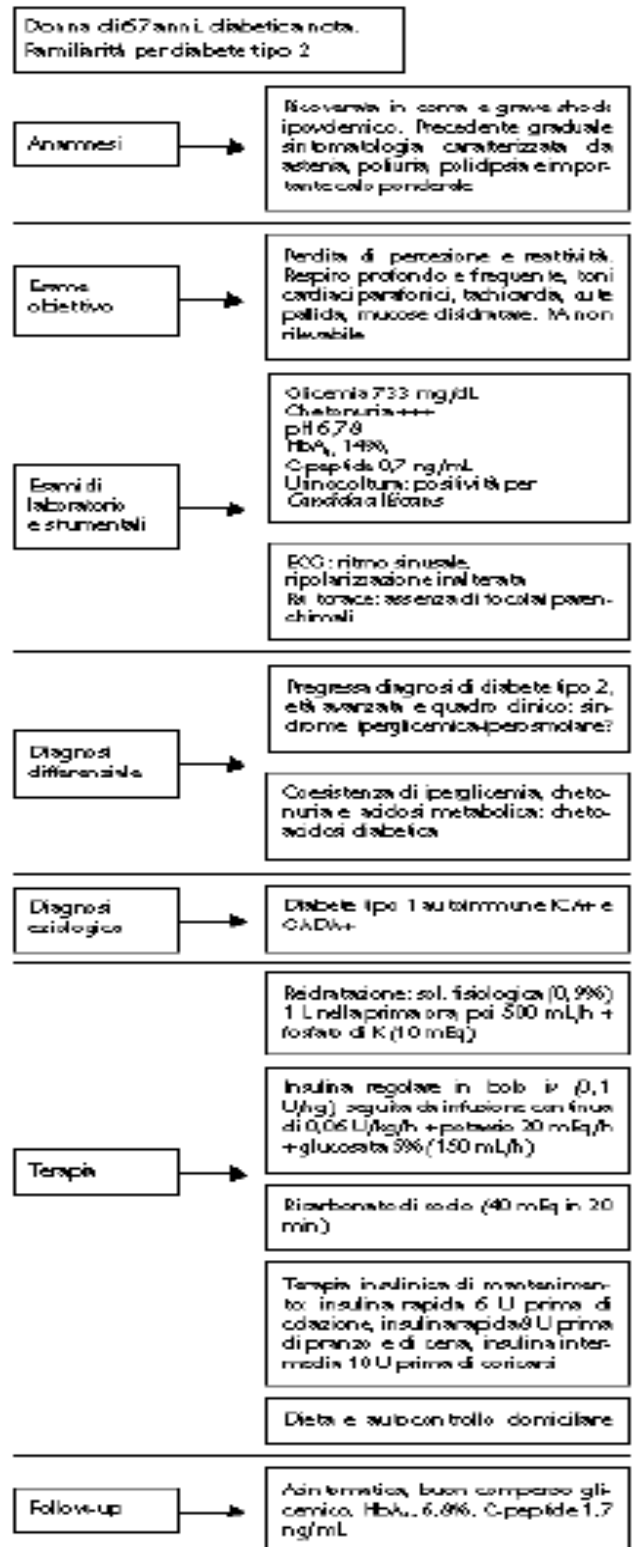 Donna di 67 anni, diabetica nota.
Familiarità per diabete tipo 2
Anamnesi
Ricoverata in coma e grave shock
ipovolemico. Precedente graduale
sintomatologia caratterizzata da
astenia, poliuria, polidipsia e impor-
tante calo ponderale
Esame
obiettivo
Perdita di percezione e reattività.
Respiro profondo e frequente, toni
cardiaci parafonici, tachicardia, cute
pallida, mucose disidratate. PA non
rilevabile
Esami di
laboratorio
e strumentali
Glicemia 733 mg/dL
Chetonuria +++
pH 6,78
HbA1c 14%,
C-peptide 0,7 ng/mL
Urinocoltura: positività per
Candida albicans
ECG: ritmo sinusale,
ripolarizzazione inalterata
Rx torace: assenza di focolai paren-
chimali
Diagnosi
differenziale
Pregressa diagnosi di diabete tipo 2,
età avanzata e quadro clinico: sin-
drome iperglicemica-iperosmolare?
Coesistenza di iperglicemia, cheto-
nuria e acidosi metabolica: cheto-
acidosi diabetica
Diagnosi
eziologica
Diabete tipo 1 autoimmune ICA+ e
GADA+
Terapia
Reidratazione: sol. fisiologica (0,9%)
1 L nella prima ora, poi 500 mL/h +
fosfato di K (10 mEq)
Insulina regolare in bolo iv (0,1
U/kg) seguita da infusione continua
di 0,06 U/kg/h + potassio 20 mEq/h
+ glucosata 5% (150 mL/h)
Bicarbonato di sodio (40 mEq in 20
min)
Terapia insulinica di mantenimen-
to: insulina rapida 6 U prima di
colazione, insulina rapida 8 U prima
di pranzo e di cena, insulina inter-
media 10 U prima di coricarsi
Dieta e autocontrollo domiciliare
Follow-up
Asintomatica, buon compenso gli-
cemico. HbA1c 6,8%. C-peptide 1,7
ng/mL